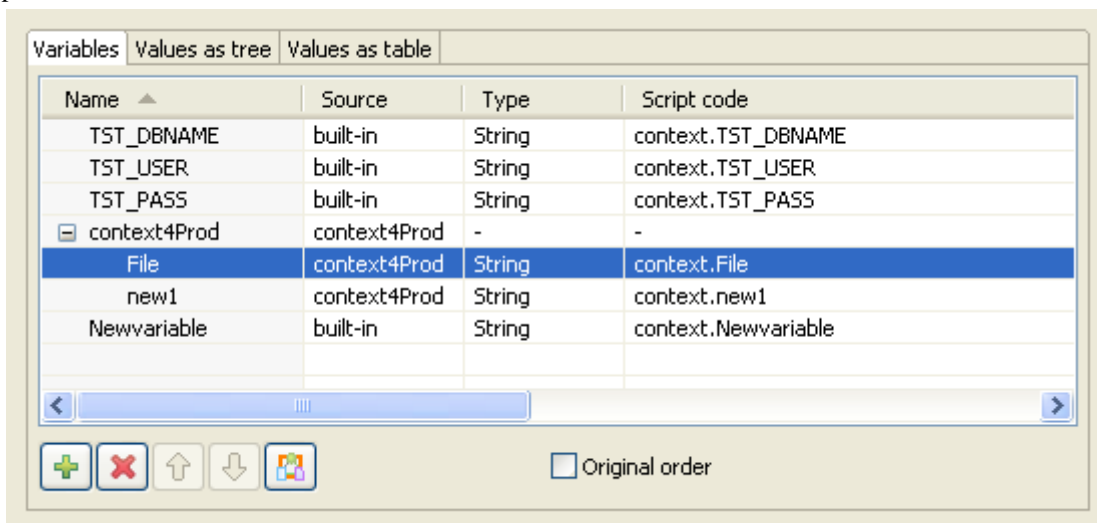 Variables Values as tree Values as table
Name Source Type Script code
TST_DBNAME built-in String context.TST_DBNAME
TST_USER built-in String context.TST_USER
TST_PASS built-in String context.TST_PASS
context4Prod context4Prod - -
File context4Prod String context.File
new1 context4Prod String context.new1
Newvariable built-in String context.Newvariable
Original order